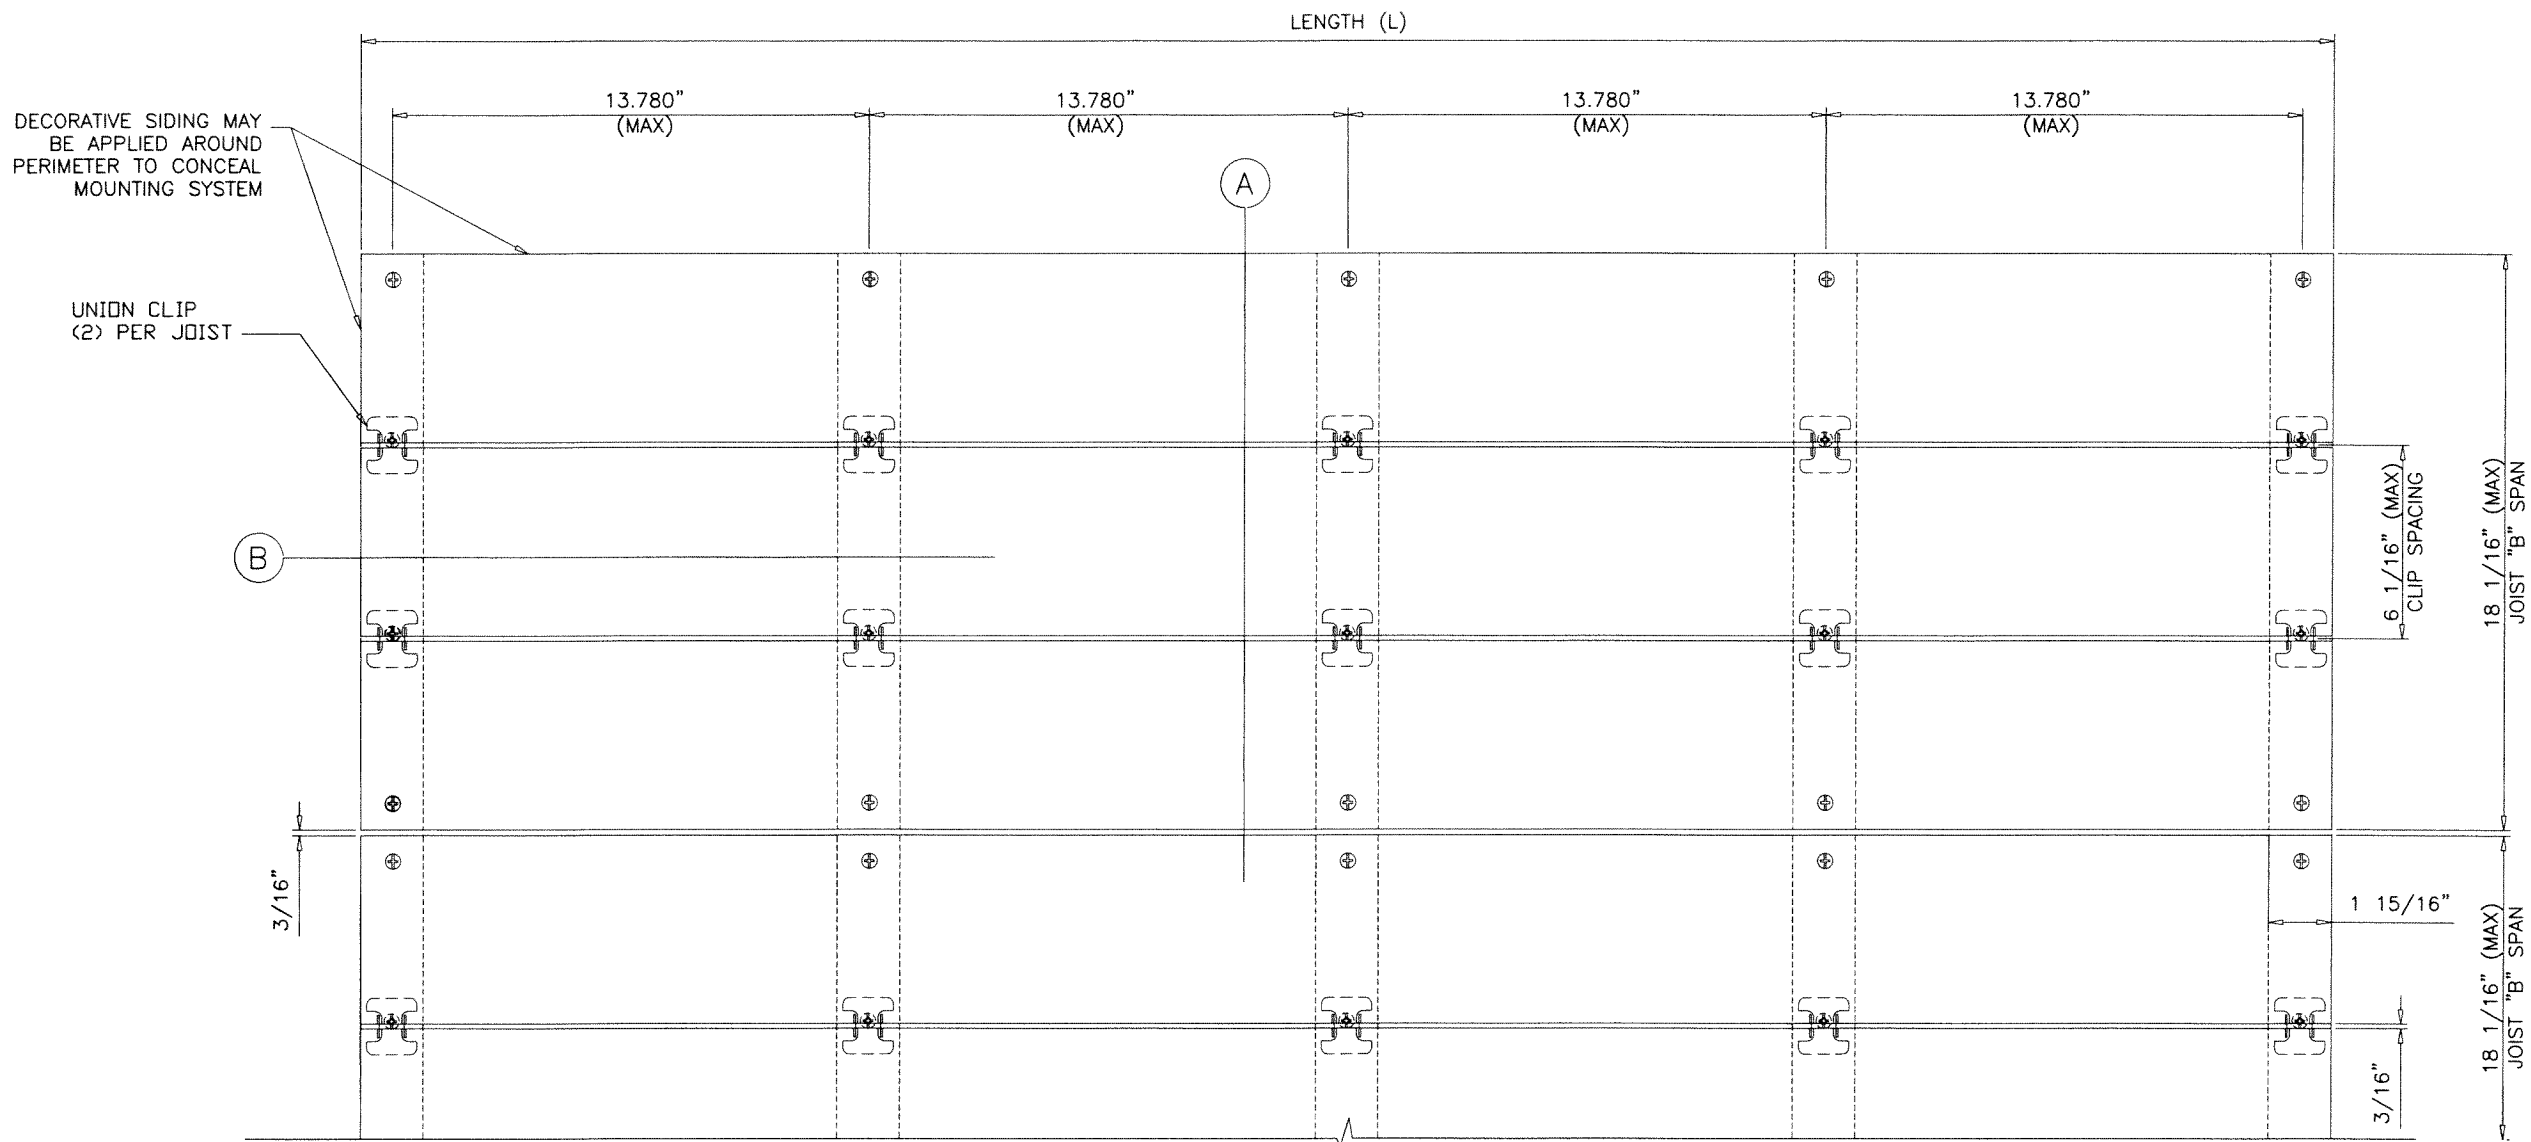 LENGTH (L)
13.780"
(MAX)
13.780"
(MAX)
13.780"
(MAX)
13.780"
(MAX)
DECORATIVE SIDING MAY
BE APPLIED AROUND
PERIMETER TO CONCEAL
MOUNTING SYSTEM
A
UNION CLIP
(2) PER JOIST
B
6 1/16" (MAX)
CLIP SPACING
18 1/16" (MAX)
JOIST "B" SPAN
3/16"
1 15/16"
18 1/16" (MAX)
JOIST "B" SPAN
3/16"